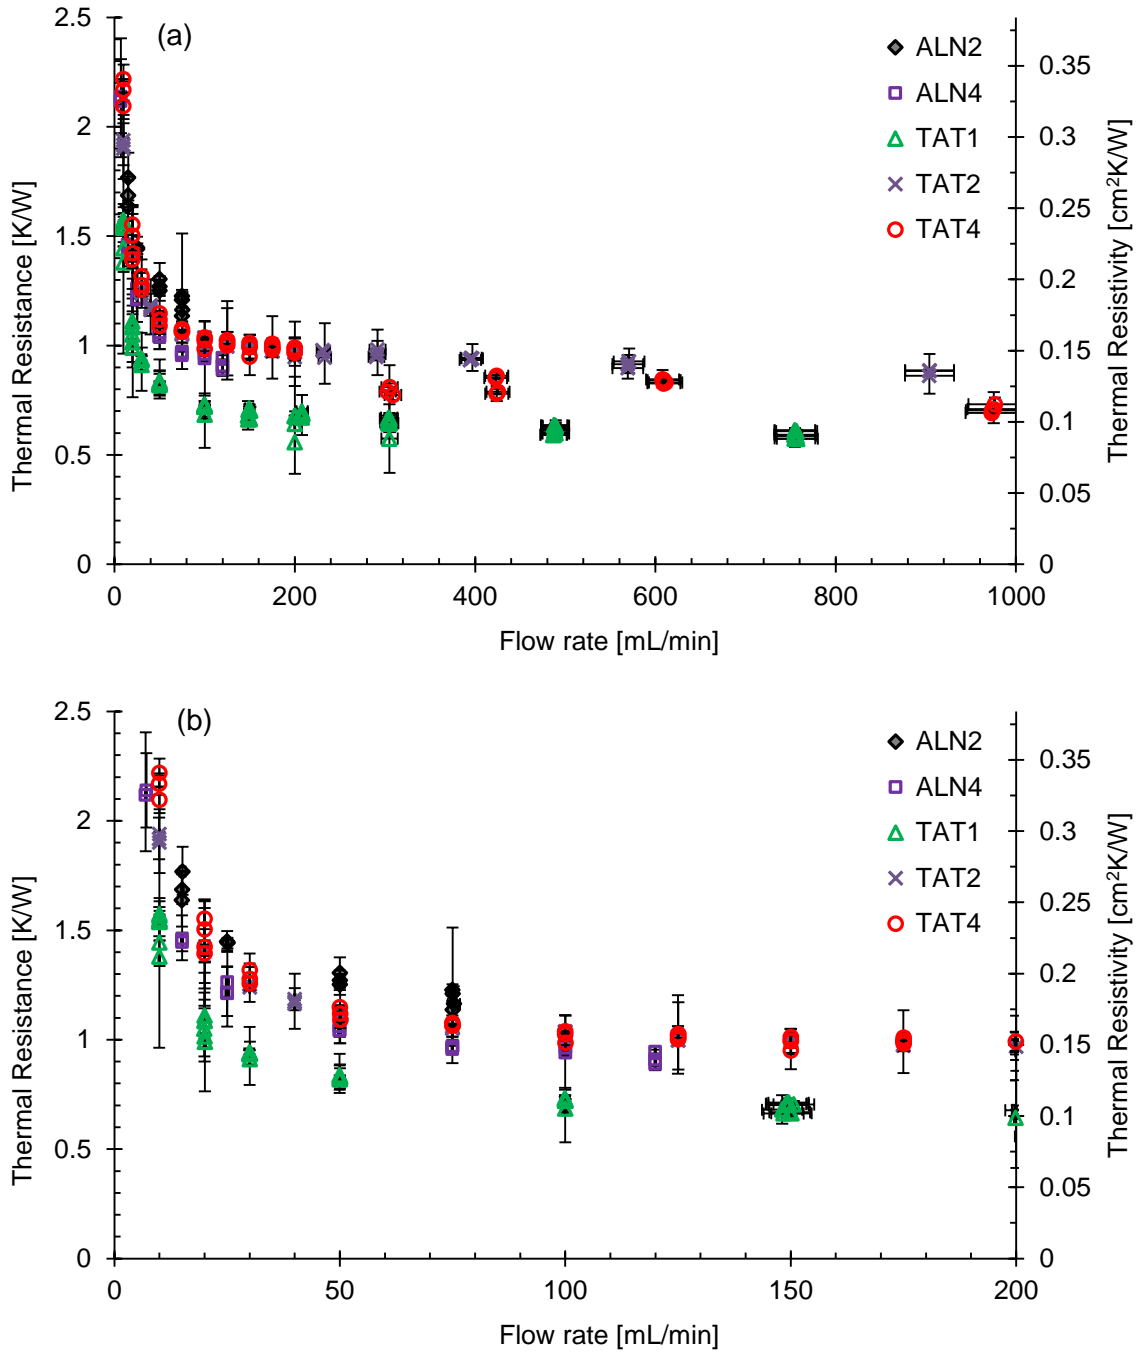 (a)
2.5
2
1.5
1
0.5
0
Thermal Resistance [K/W]
ALN2
ALN4
TAT1
TAT2
TAT4
0.35
0.3
0.25
0.2
0.15
0.1
0.05
0
Thermal Resistivity [cm²K/W]
0 200 400 600 800 1000
Flow rate [mL/min]
(b)
2.5
2
1.5
1
0.5
0
Thermal Resistance [K/W]
ALN2
ALN4
TAT1
TAT2
TAT4
0.35
0.3
0.25
0.2
0.15
0.1
0.05
0
Thermal Resistivity [cm²K/W]
0 50 100 150 200
Flow rate [mL/min]